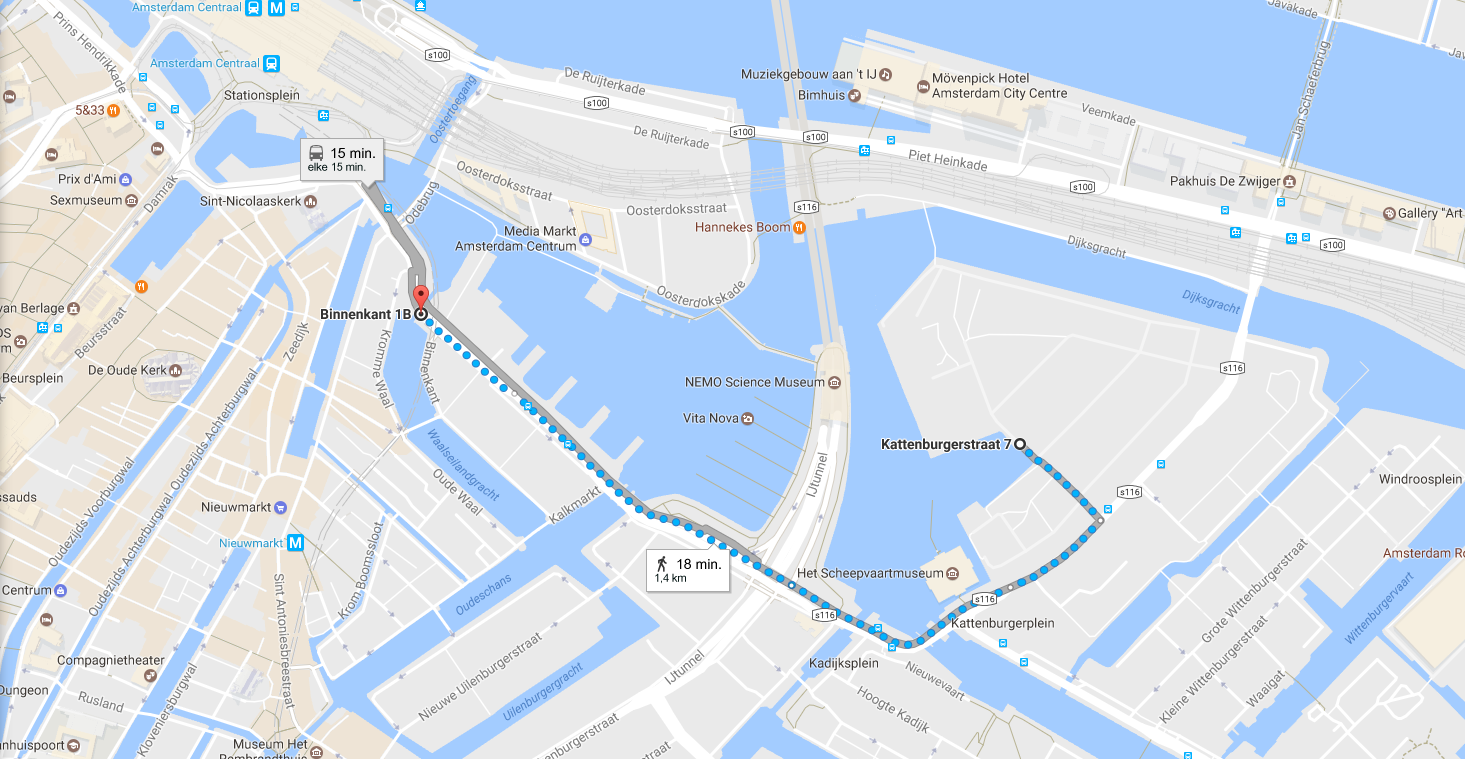 Amsterdam Centraal
M
Javakade
Prins Hendrikkade
s100
Amsterdam Centraal
De Ruijterkade
Muziekgebouw aan 't IJ
Mövenpick Hotel
Amsterdam City Centre
Bimhuis
Stationsplein
5&33
s100
Oostertoegang
Veemkade
Jan Schaeferbrug
De Ruijterkade
s100
s100
Piet Heinkade
15 min.
elke 15 min.
Prix d'Ami
Sexmuseum
Damrak
Sint-Nicolaaskerk
Odebrug
Oosterdoksstraat
Oosterdoksstraat
s100
Pakhuis De Zwijger
s116
Gallery "Art
Hannekes Boom
Media Markt
Amsterdam Centrum
Dijksgracht
s100
Oosterdokskade
Dijksgracht
van Berlage
Beursstraat
Beursplein
Zeedijk
Binnenkant 1B
Kromme Waal
Binnenkant
De Oude Kerk
s116
NEMO Science Museum
Vita Nova
Kattenburgerstraat 7
Oudezijds Achterburgwal
Oudezijds Voorburgwal
Waalseilandgracht
Oude Waal
Kalkmarkt
IJtunnel
s116
Windroosplein
Nieuwmarkt
Nieuwmarkt
M
Oudezijds Achterburgwal
Krom Boomssloot
18 min.
1,4 km
Het Scheepvaartmuseum
s116
s116
Kattenburgerplein
Centrum
Sint Antoniesbreestraat
Oudeschans
Grote Wittenburgerstraat
Wittenburgervaart
Compagnietheater
Dungeon
Rusland
Kloveniersburgwal
Nieuwe Uilenburgerstraat
Uilenburgergracht
IJtunnel
Kadijksplein
Nieuwevaart
Hoogte Kadijk
Kleine Wittenburgerstraat
Waaigat
Museum Het
Rembrandthuis